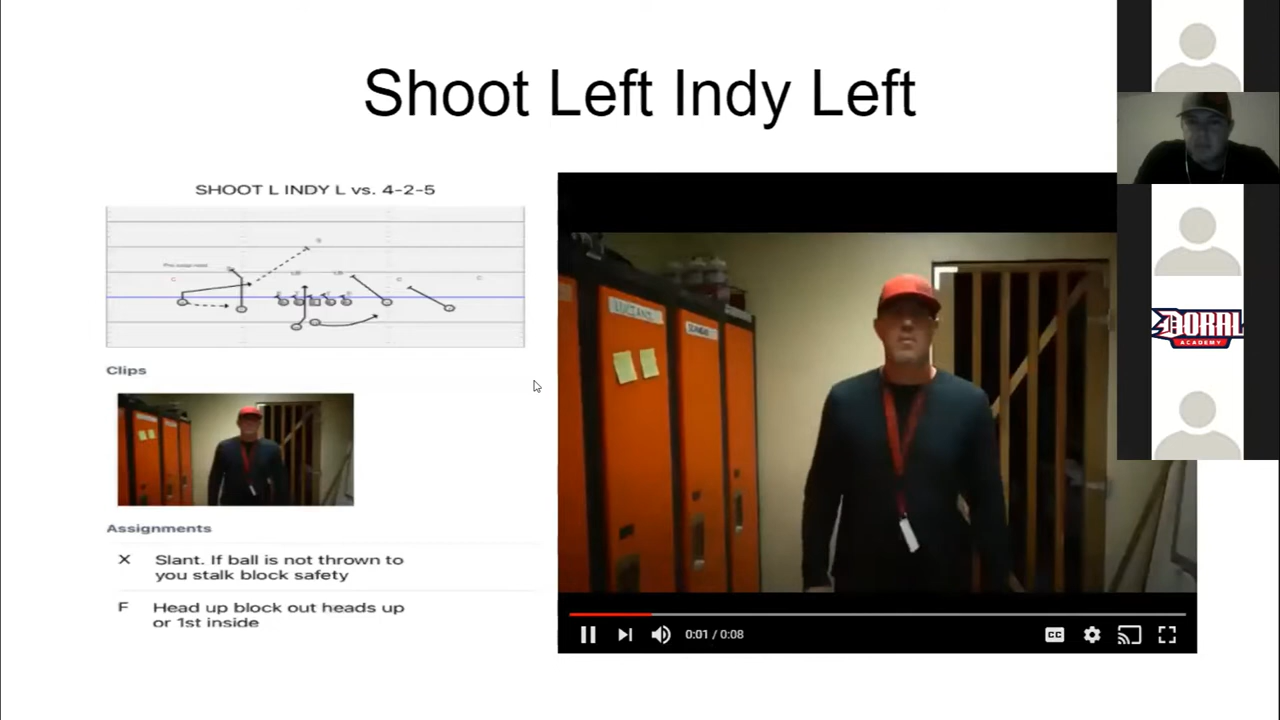 Shoot Left Indy Left
SHOOT L INDY L vs. 4-2-5
Clips
Assignments
X Slant. If ball is not thrown to
you stalk block safety
F Head up block out heads up
or 1st inside
0:01 / 0:08
CC
DORAL
ACADEMY